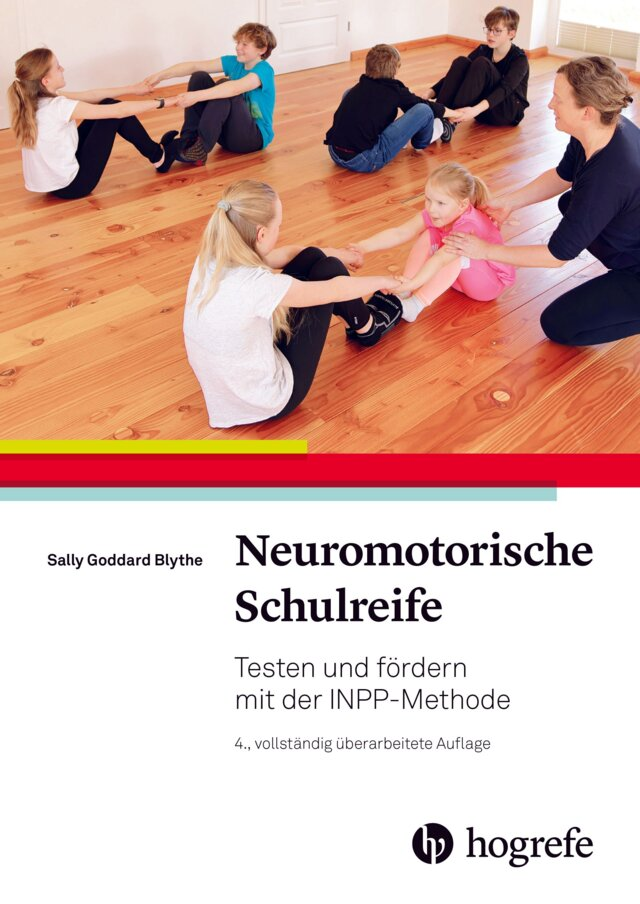 Sally Goddard Blythe
Neuromotorische
Schulreife
Testen und fördern
mit der INPP-Methode
4., vollständig überarbeitete Auflage
hogrefe